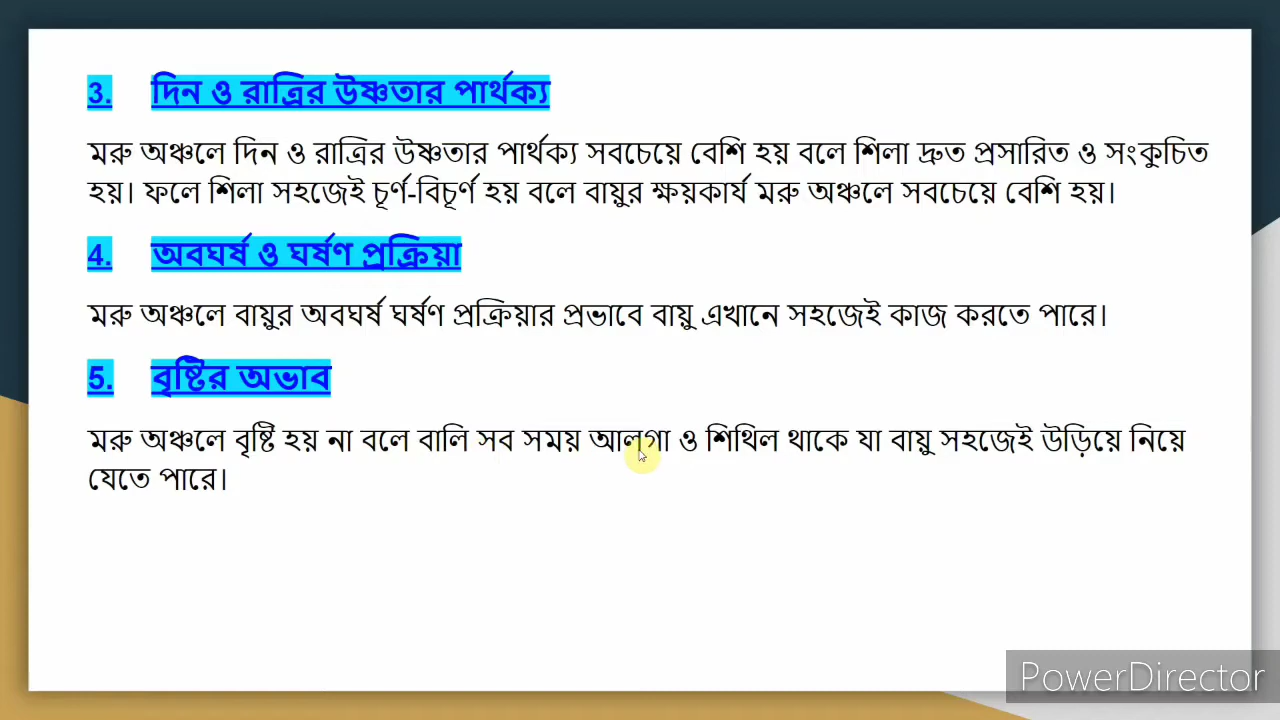 3. দিন ও রাত্রির উষ্ণতার পার্থক্য
মরু অঞ্চলে দিন ও রাত্রির উষ্ণতার পার্থক্য সবচেয়ে বেশি হয় বলে শিলা দ্রুত প্রসারিত ও সংকুচিত
হয়। ফলে শিলা সহজেই চূর্ণ-বিচূর্ণ হয় বলে বায়ুর ক্ষয়কার্য মরু অঞ্চলে সবচেয়ে বেশি হয়।
4. অবঘর্ষ ও ঘর্ষণ প্রক্রিয়া
মরু অঞ্চলে বায়ুর অবঘর্ষ ঘর্ষণ প্রক্রিয়ার প্রভাবে বায়ু এখানে সহজেই কাজ করতে পারে।
5. বৃষ্টির অভাব
মরু অঞ্চলে বৃষ্টি হয় না বলে বালি সব সময় আলগা ও শিথিল থাকে যা বায়ু সহজেই উড়িয়ে নিয়ে
যেতে পারে।
PowerDirector